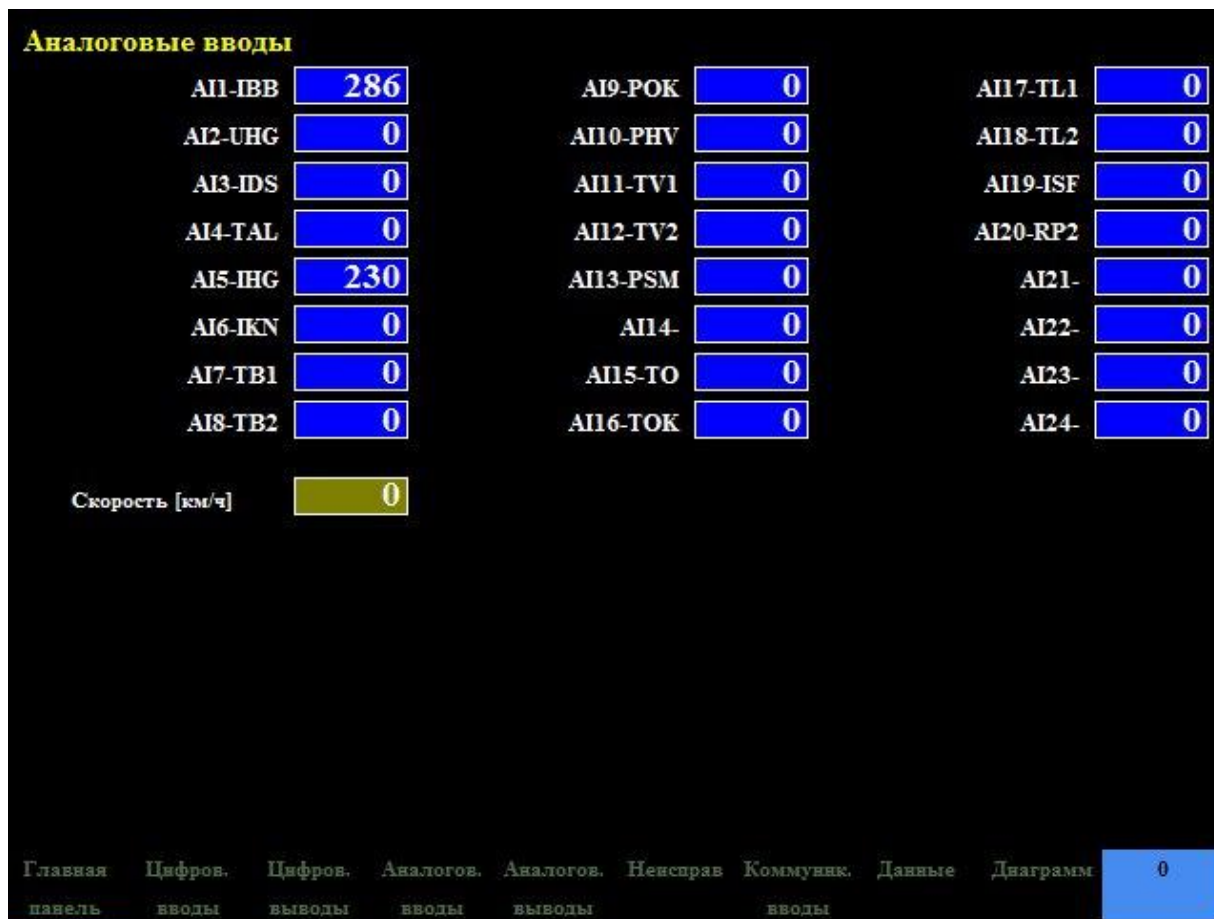 Аналоговые вводы
AI1-IBB 286 AI9-POK 0 AI17-TL1 0
AI2-UHG 0 AI10-PHV 0 AI18-TL2 0
AI3-IDS 0 AI11-TV1 0 AI19-ISF 0
AI4-TAL 0 AI12-TV2 0 AI20-RP2 0
AI5-IHG 230 AI13-PSM 0 AI21- 0
AI6-IKN 0 AI14- 0 AI22- 0
AI7-TB1 0 AI15-TO 0 AI23- 0
AI8-TB2 0 AI16-TOK 0 AI24- 0
Скорость [км/ч] 0
Главная Цифров. Цифров. Аналогов. Аналогов. Неисправ Коммуник. Данные Диаграмм 0
панель вводы выводы вводы выводы вводы